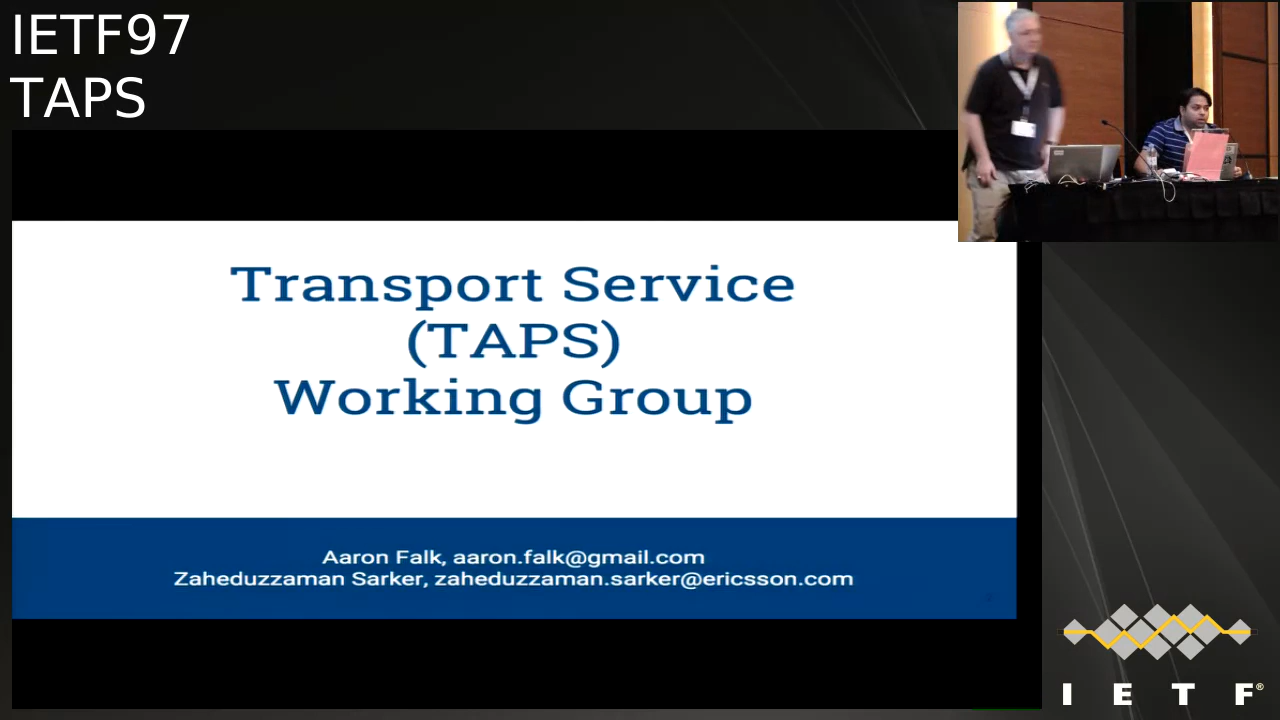 IETF97
TAPS
Transport Service
(TAPS)
Working Group
Aaron Falk, aaron.falk@gmail.com
Zaheduzzaman Sarker, zaheduzzaman.sarker@ericsson.com
I E T F®